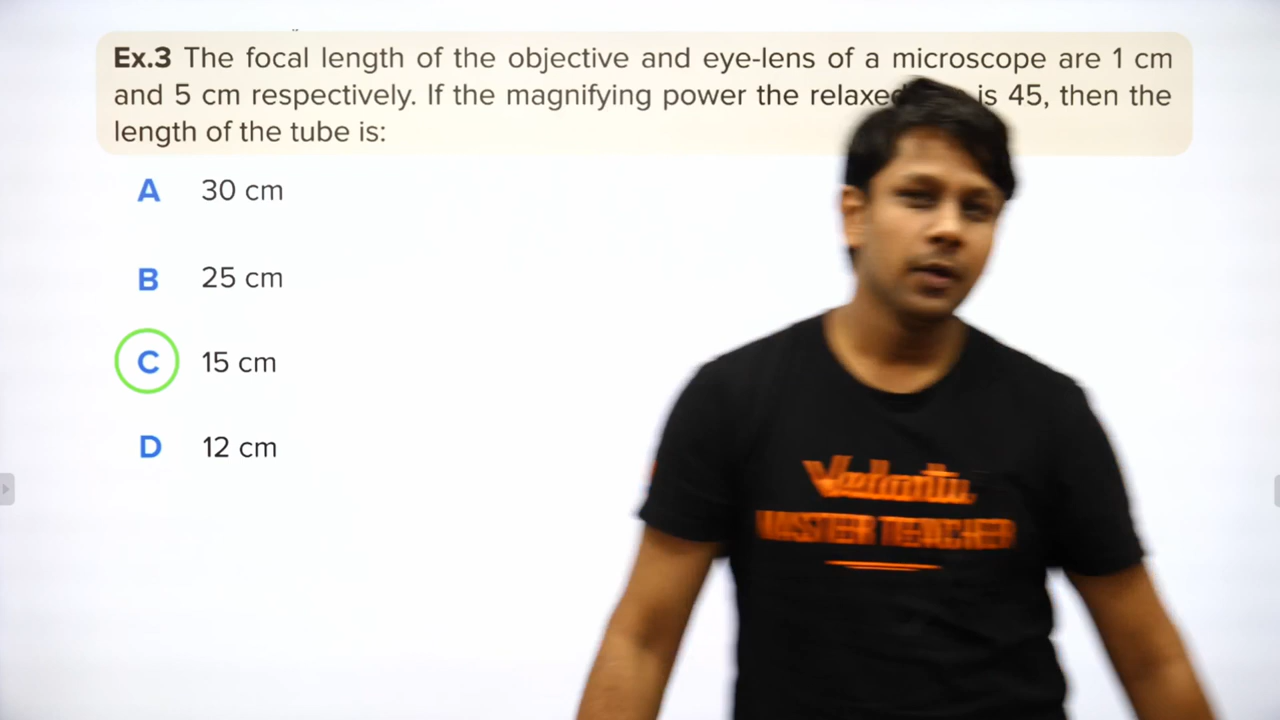 Ex.3 The focal length of the objective and eye-lens of a microscope are 1 cm
and 5 cm respectively. If the magnifying power the relaxed is 45, then the
length of the tube is:
A 30 cm
B 25 cm
C 15 cm
D 12 cm
Vedantu
MASTER TEACHER